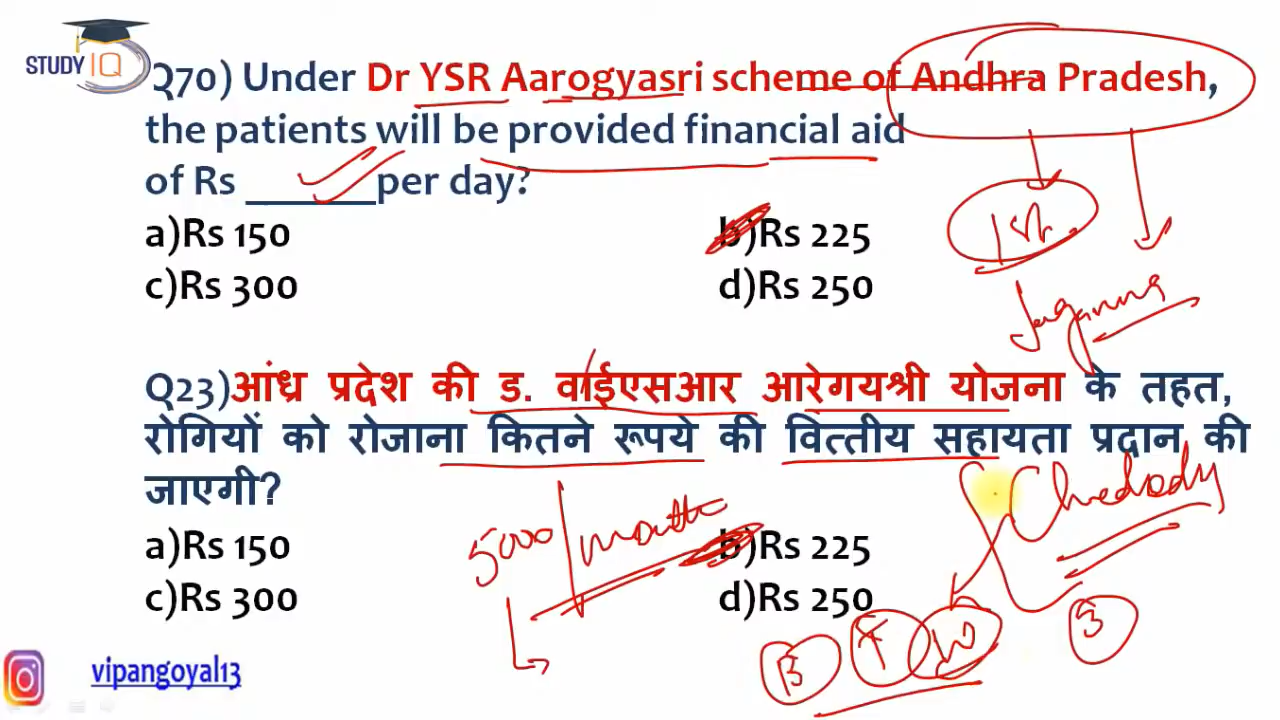 STUDY IQ
Q70) Under Dr YSR Aarogyasri scheme of Andhra Pradesh,
the patients will be provided financial aid
of Rs ______per day?
a)Rs 150
b)Rs 225
c)Rs 300
d)Rs 250
Q23)आंध्र प्रदेश की ड. वाईएसआर आरेगयश्री योजना के तहत,
रोगियों को रोजाना कितने रूपये की वित्तीय सहायता प्रदान की
जाएगी?
a)Rs 150
b)Rs 225
c)Rs 300
d)Rs 250
5000/month
B
F
W
3
vipangoyal13